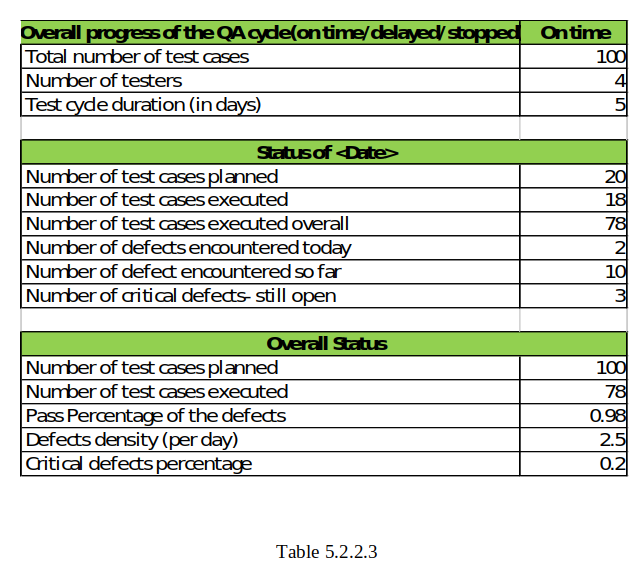 Overall progress of the QA cycle(on time/delayed/stopped On time
Total number of test cases 100
Number of testers 4
Test cycle duration (in days) 5
Status of <Date>
Number of test cases planned 20
Number of test cases executed 18
Number of test cases executed overall 78
Number of defects encountered today 2
Number of defect encountered so far 10
Number of critical defects- still open 3
Overall Status
Number of test cases planned 100
Number of test cases executed 78
Pass Percentage of the defects 0.98
Defects density (per day) 2.5
Critical defects percentage 0.2
Table 5.2.2.3